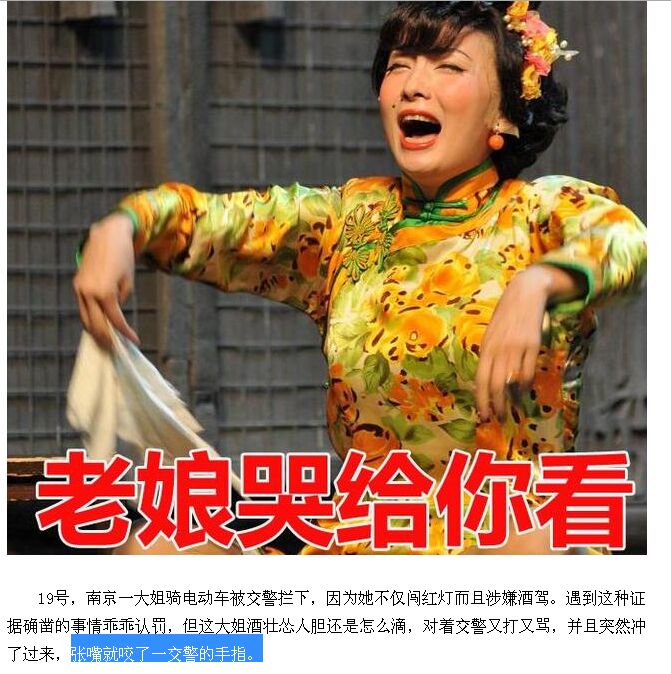 老娘哭给你看
19号，南京一大姐骑电动车被交警拦下，因为她不仅闯红灯而且涉嫌酒驾。遇到这种证
据确凿的事情乖乖认罚，但这大姐酒壮怂人胆还是怎么滴，对着交警又打又骂，并且突然冲
了过来，张嘴就咬了一交警的手指。